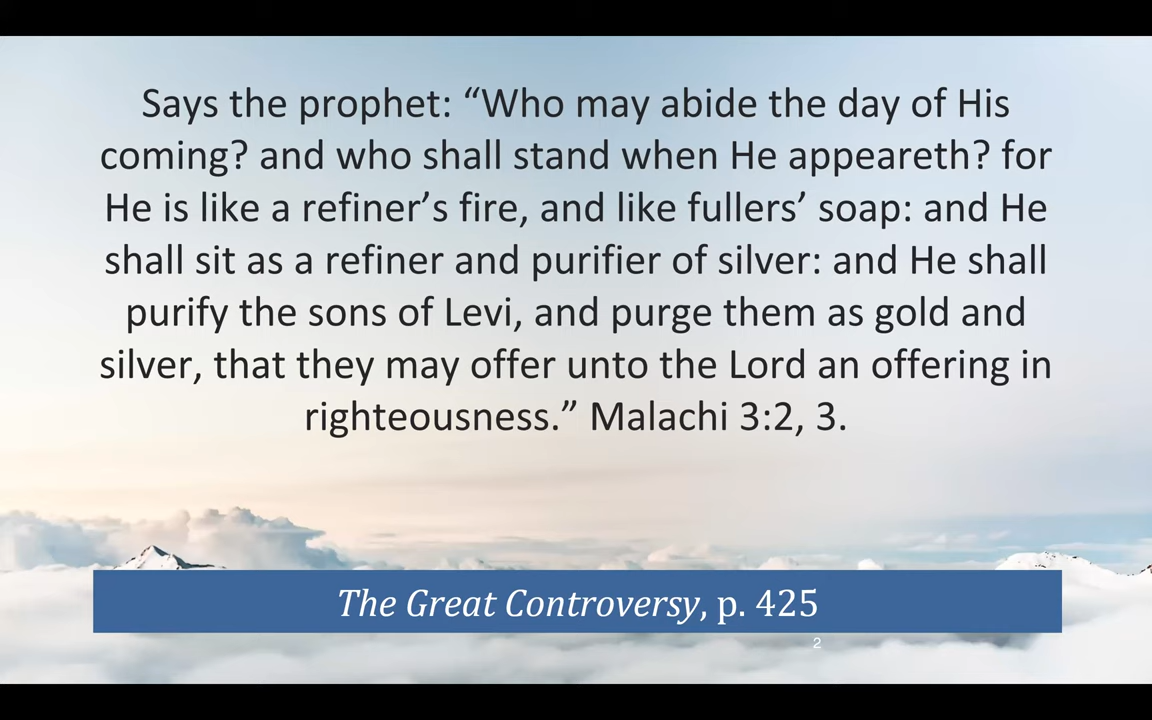 Says the prophet: “Who may abide the day of His
coming? and who shall stand when He appeareth? for
He is like a refiner’s fire, and like fullers’ soap: and He
shall sit as a refiner and purifier of silver: and He shall
purify the sons of Levi, and purge them as gold and
silver, that they may offer unto the Lord an offering in
righteousness.” Malachi 3:2, 3.
The Great Controversy, p. 425
2